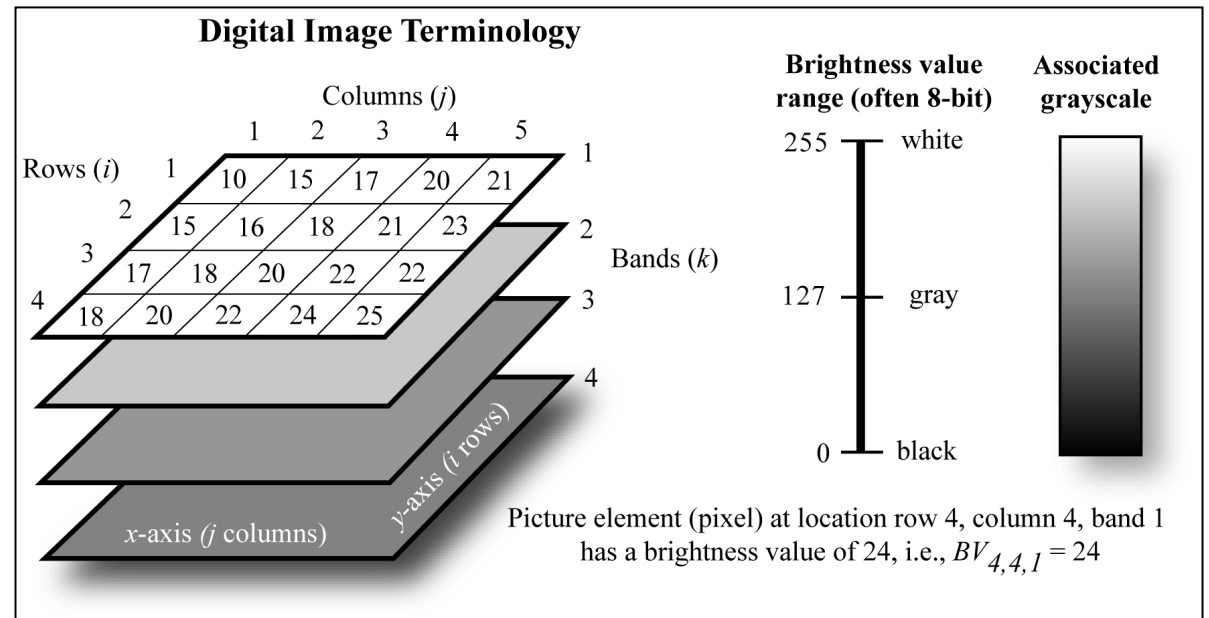 Digital Image Terminology
Columns (j)
1 2 3 4 5
Rows (i)
1 10 15 17 20 21 1
2 15 16 18 21 23 2
3 17 18 20 22 22
4 18 20 22 24 25
Bands (k)
3
4
x-axis (j columns)
y-axis (i rows)
Brightness value
range (often 8-bit)
255 white
127 gray
0 black
Associated
grayscale
Picture element (pixel) at location row 4, column 4, band 1
has a brightness value of 24, i.e., BV4,4,1 = 24